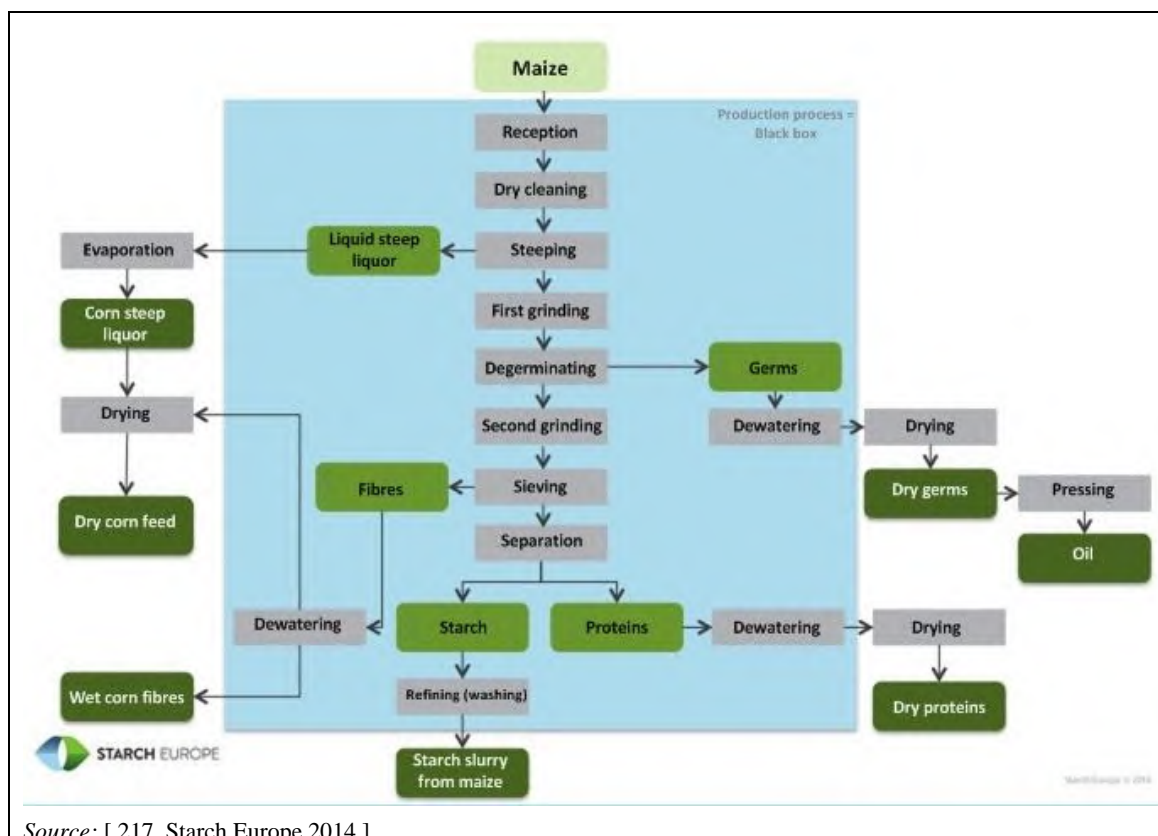 Maize
Production process =
Black box
Reception
Dry cleaning
Evaporation
Liquid steep
liquor
Steeping
Corn steep
liquor
First grinding
Degerminating
Germs
Drying
Second grinding
Dewatering
Drying
Fibres
Sieving
Dry germs
Pressing
Dry corn feed
Separation
Oil
Dewatering
Starch
Proteins
Dewatering
Drying
Wet corn fibres
Refining (washing)
Dry proteins
STARCH EUROPE
Starch slurry
from maize
Starch Europe © 2014
Source: [ 217, Starch Europe 2014 ]